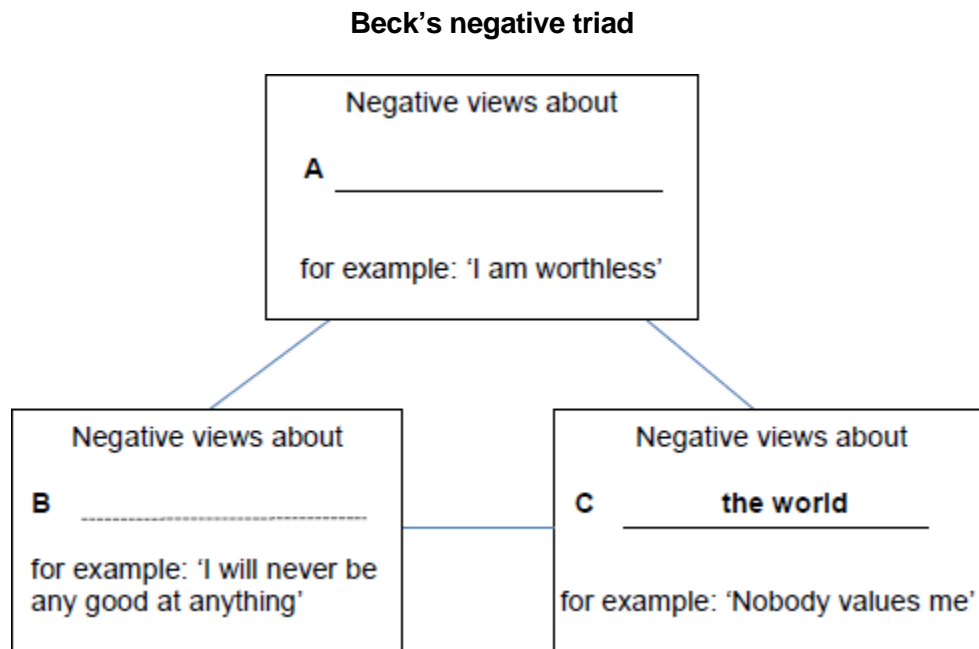 Beck’s negative triad
Negative views about
A
for example: ‘I am worthless’
Negative views about
B
for example: ‘I will never be
any good at anything’
Negative views about
C the world
for example: ‘Nobody values me’